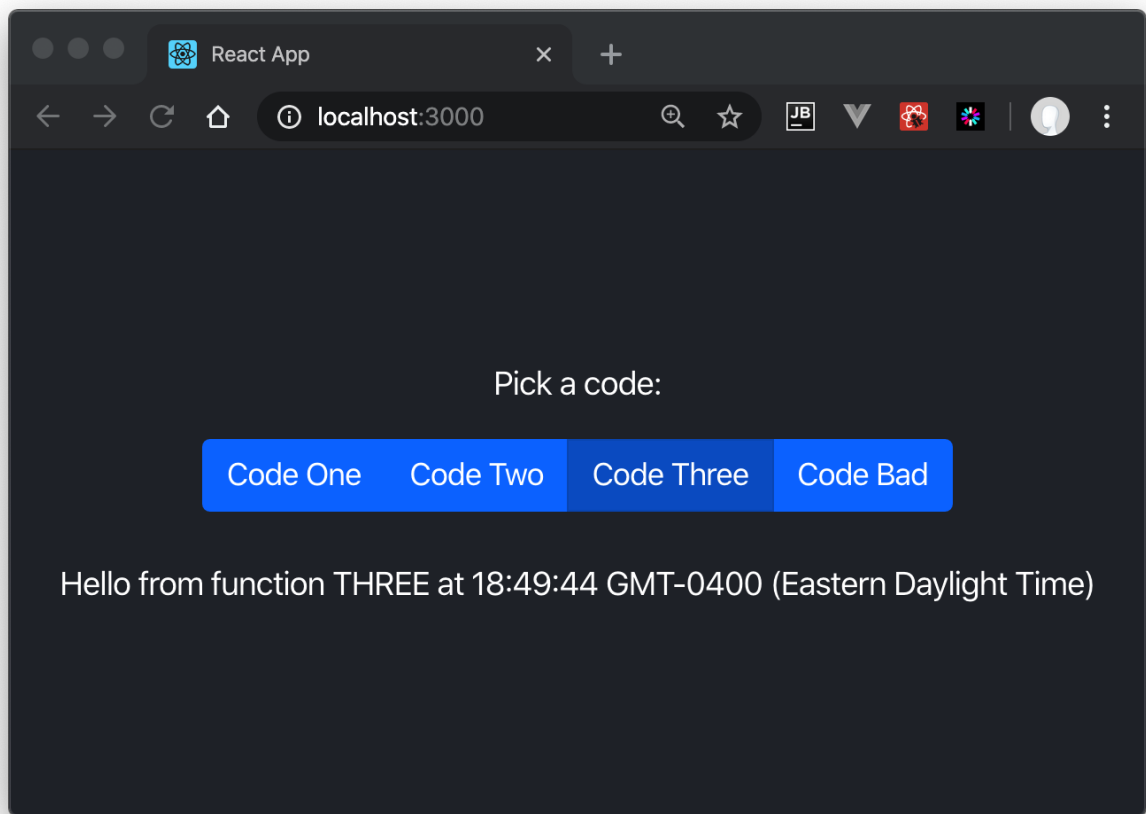 React App
localhost:3000
JB
Pick a code:
Code One Code Two Code Three Code Bad
Hello from function THREE at 18:49:44 GMT-0400 (Eastern Daylight Time)